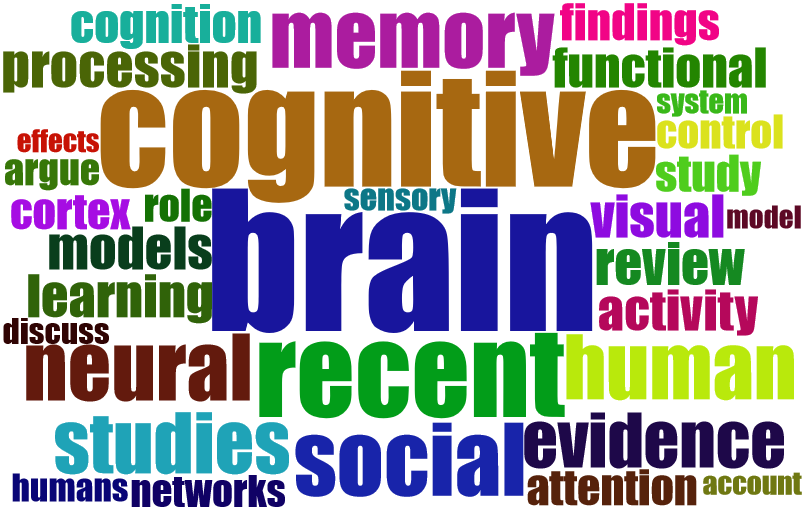 cognition memory findings
processing functional
cognitive system
effects control
argue study
cortex role sensory visual model
models brain review
learning activity
discuss
neural recent human
studies social evidence
humans networks attention account